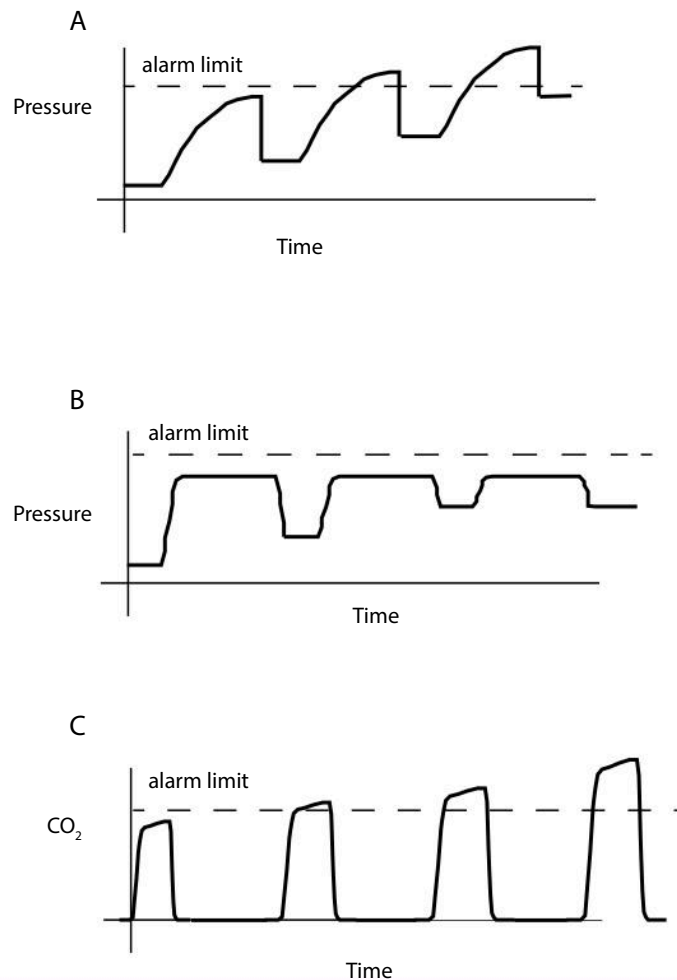 A
alarm limit
Pressure
Time
B
alarm limit
Pressure
Time
C
alarm limit
CO₂
Time